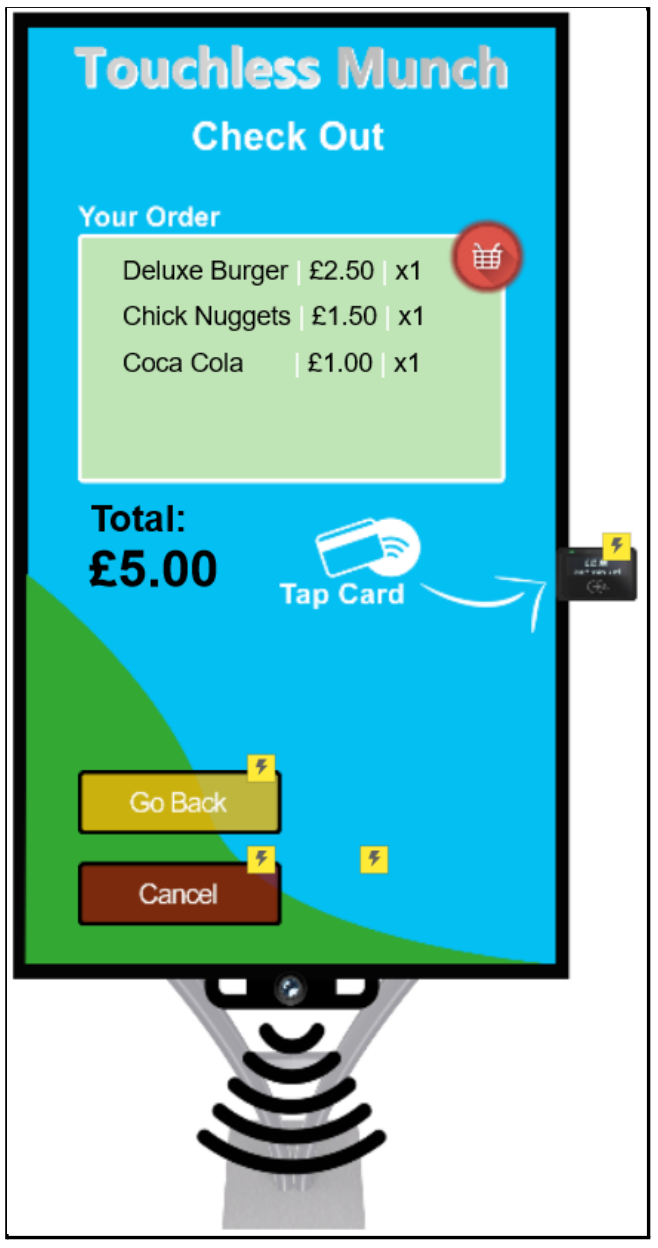 Touchless Munch
Check Out
Your Order
Deluxe Burger | £2.50 | x1
Chick Nuggets | £1.50 | x1
Coca Cola | £1.00 | x1
Total:
£5.00
Tap Card
Go Back
Cancel